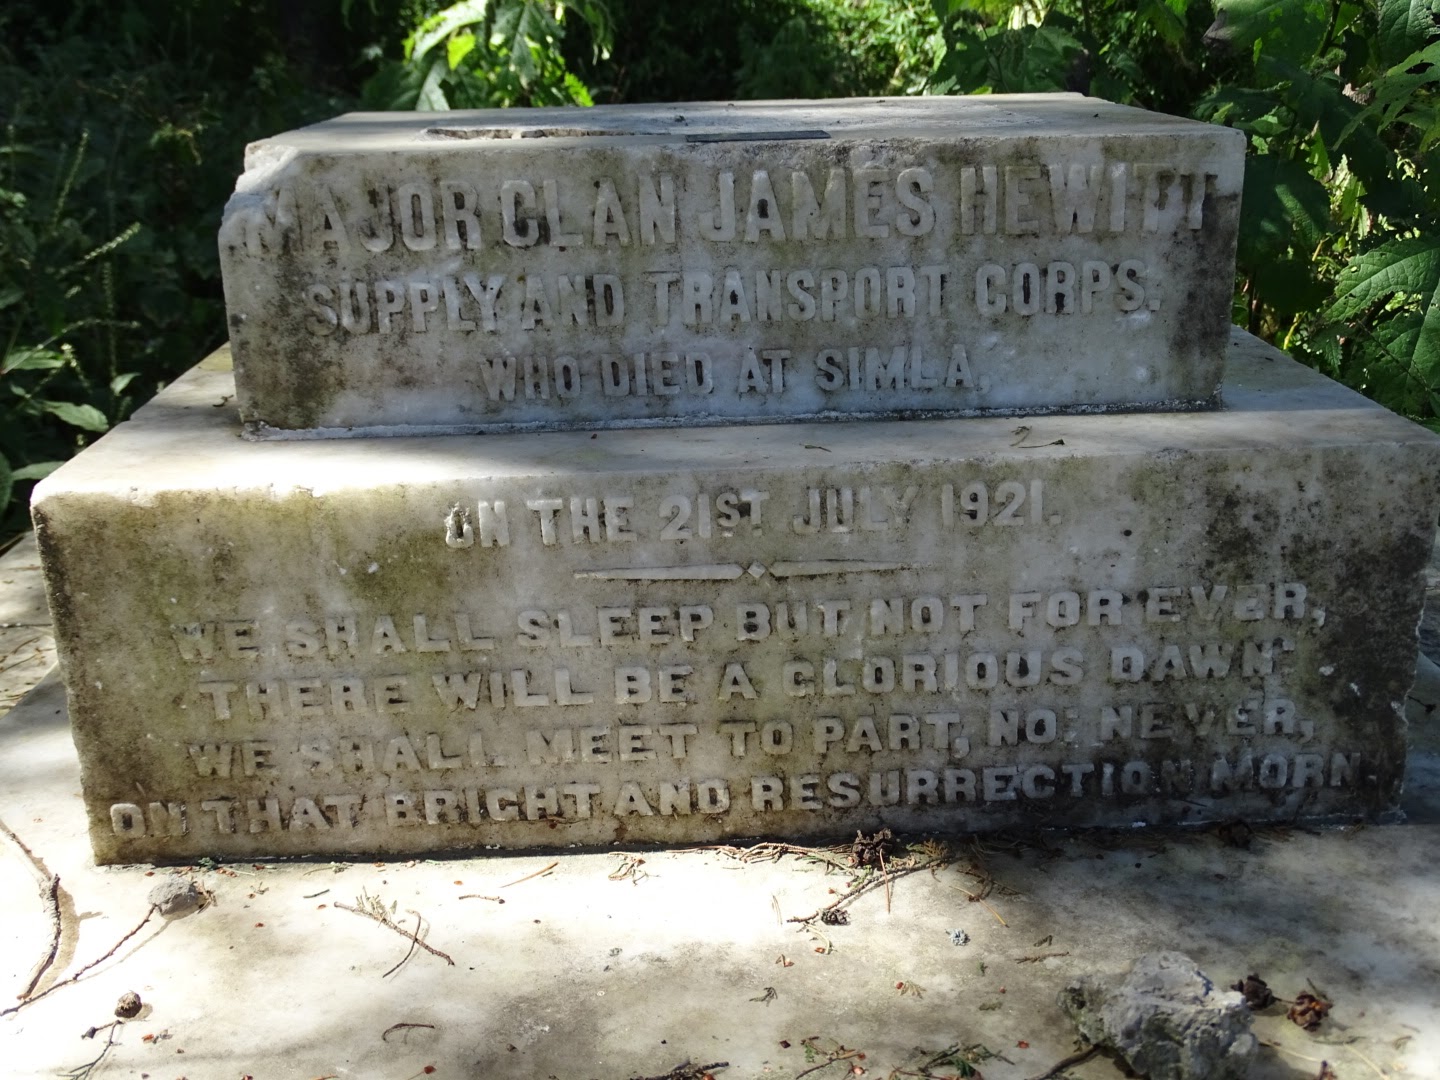 MAJOR CLAN JAMES HEWITT
SUPPLY AND TRANSPORT CORPS.
WHO DIED AT SIMLA,
ON THE 21ST JULY 1921.
WE SHALL SLEEP BUT NOT FOR EVER,
THERE WILL BE A GLORIOUS DAWN
WE SHALL MEET TO PART, NO! NEVER,
ON THAT BRIGHT AND RESURRECTION MORN.